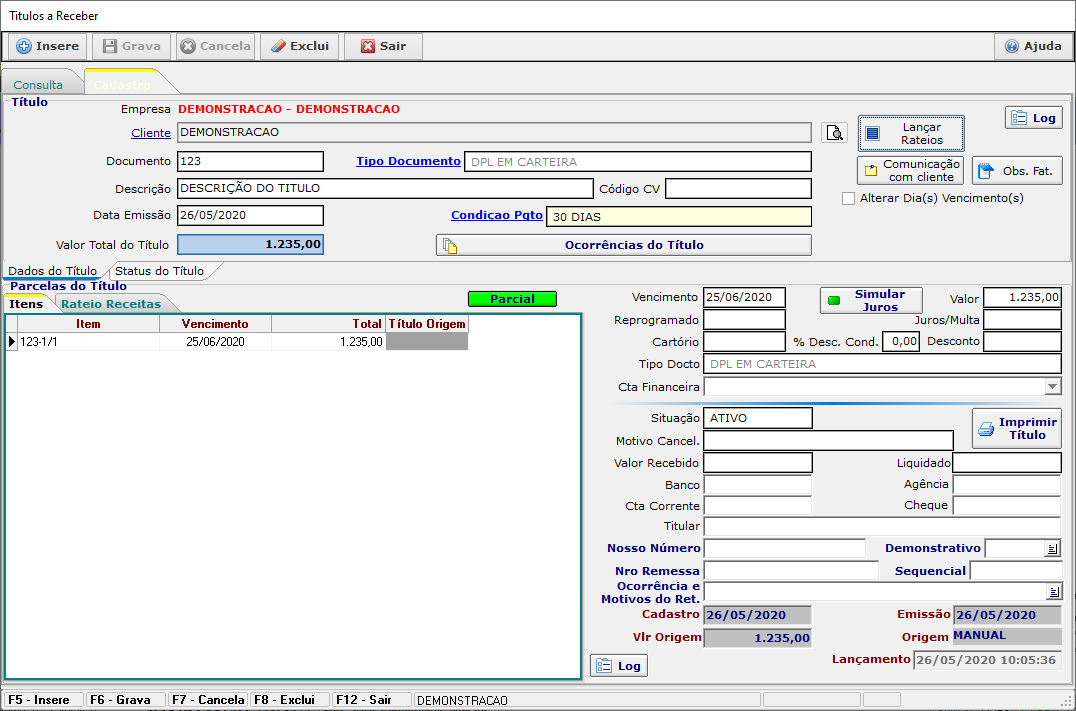 Titulos a Receber
Insere Grava Cancela Exclui Sair Ajuda
Consulta Cadastro
Título
Empresa DEMONSTRACAO - DEMONSTRACAO
Cliente DEMONSTRACAO
Log
Lançar Rateios
Documento 123 Tipo Documento DPL EM CARTEIRA
Comunicação com cliente
Obs. Fat.
Descrição DESCRIÇÃO DO TITULO Código CV
Alterar Dia(s) Vencimento(s)
Data Emissão 26/05/2020 Condiçao Pgto 30 DIAS
Valor Total do Título 1.235,00 Ocorrências do Título
Dados do Título Status do Título
Parcelas do Título
Itens Rateio Receitas Parcial
Item Vencimento Total Título Origem
123-1/1 25/06/2020 1.235,00
Vencimento 25/06/2020 Simular Juros Valor 1.235,00
Reprogramado Juros/Multa
Cartório % Desc. Cond. 0,00 Desconto
Tipo Docto DPL EM CARTEIRA
Cta Financeira
Situação ATIVO
Imprimir Título
Motivo Cancel.
Valor Recebido Liquidado
Banco Agência
Cta Corrente Cheque
Titular
Nosso Número Demonstrativo
Nro Remessa Sequencial
Ocorrência e
Motivos do Ret.
Cadastro 26/05/2020 Emissão 26/05/2020
Vlr Origem 1.235,00 Origem MANUAL
Log Lançamento 26/05/2020 10:05:36
F5 - Insere F6 - Grava F7 - Cancela F8 - Exclui F12 - Sair DEMONSTRACAO